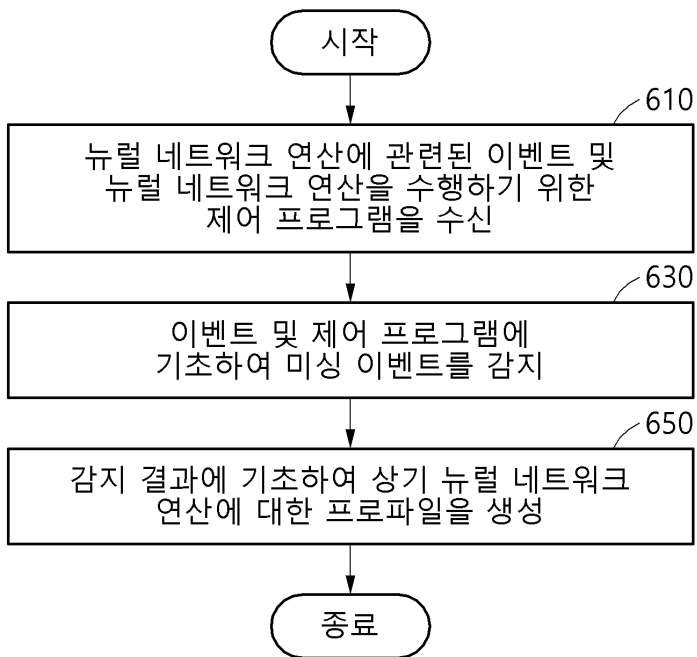 시작
610
뉴럴 네트워크 연산에 관련된 이벤트 및
뉴럴 네트워크 연산을 수행하기 위한
제어 프로그램을 수신
630
이벤트 및 제어 프로그램에
기초하여 미싱 이벤트를 감지
650
감지 결과에 기초하여 상기 뉴럴 네트워크
연산에 대한 프로파일을 생성
종료